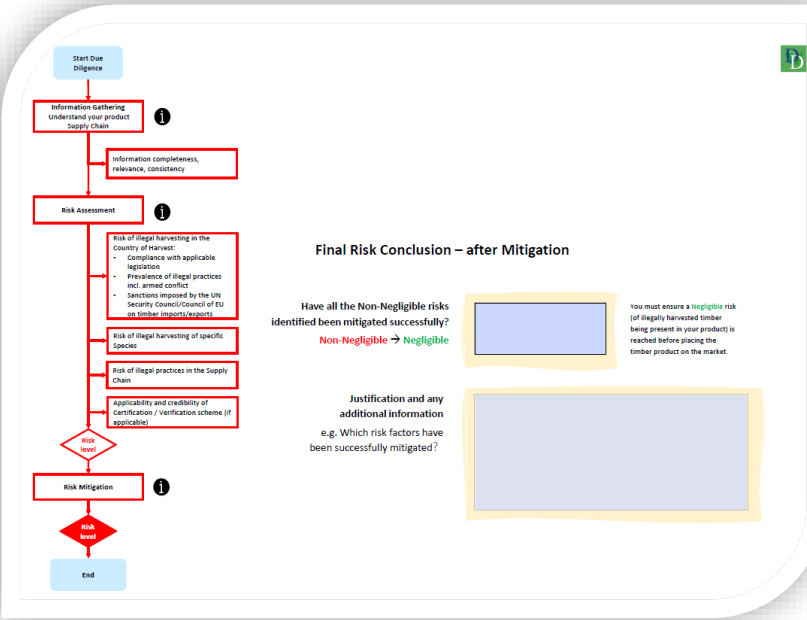 Start Due
Diligence
Information Gathering
Understand your product
Supply Chain
i
Information completeness,
relevance, consistency
Risk Assessment
i
Risk of illegal harvesting in the
Country of Harvest:
• Compliance with applicable
legislation
• Prevalence of illegal practices
incl. armed conflict
• Sanctions imposed by the UN
Security Council/Council of EU
on timber imports/exports
Risk of illegal harvesting of specific
Species
Risk of illegal practices in the Supply
Chain
Applicability and credibility of
Certification / Verification scheme (if
applicable)
Risk
level
Risk Mitigation
i
Risk
level
End
DD
Final Risk Conclusion – after Mitigation
Have all the Non-Negligible risks
identified been mitigated successfully?
Non-Negligible → Negligible
You must ensure a Negligible risk
(of illegally harvested timber
being present in your product) is
reached before placing the
timber product on the market.
Justification and any
additional information
e.g. Which risk factors have
been successfully mitigated?